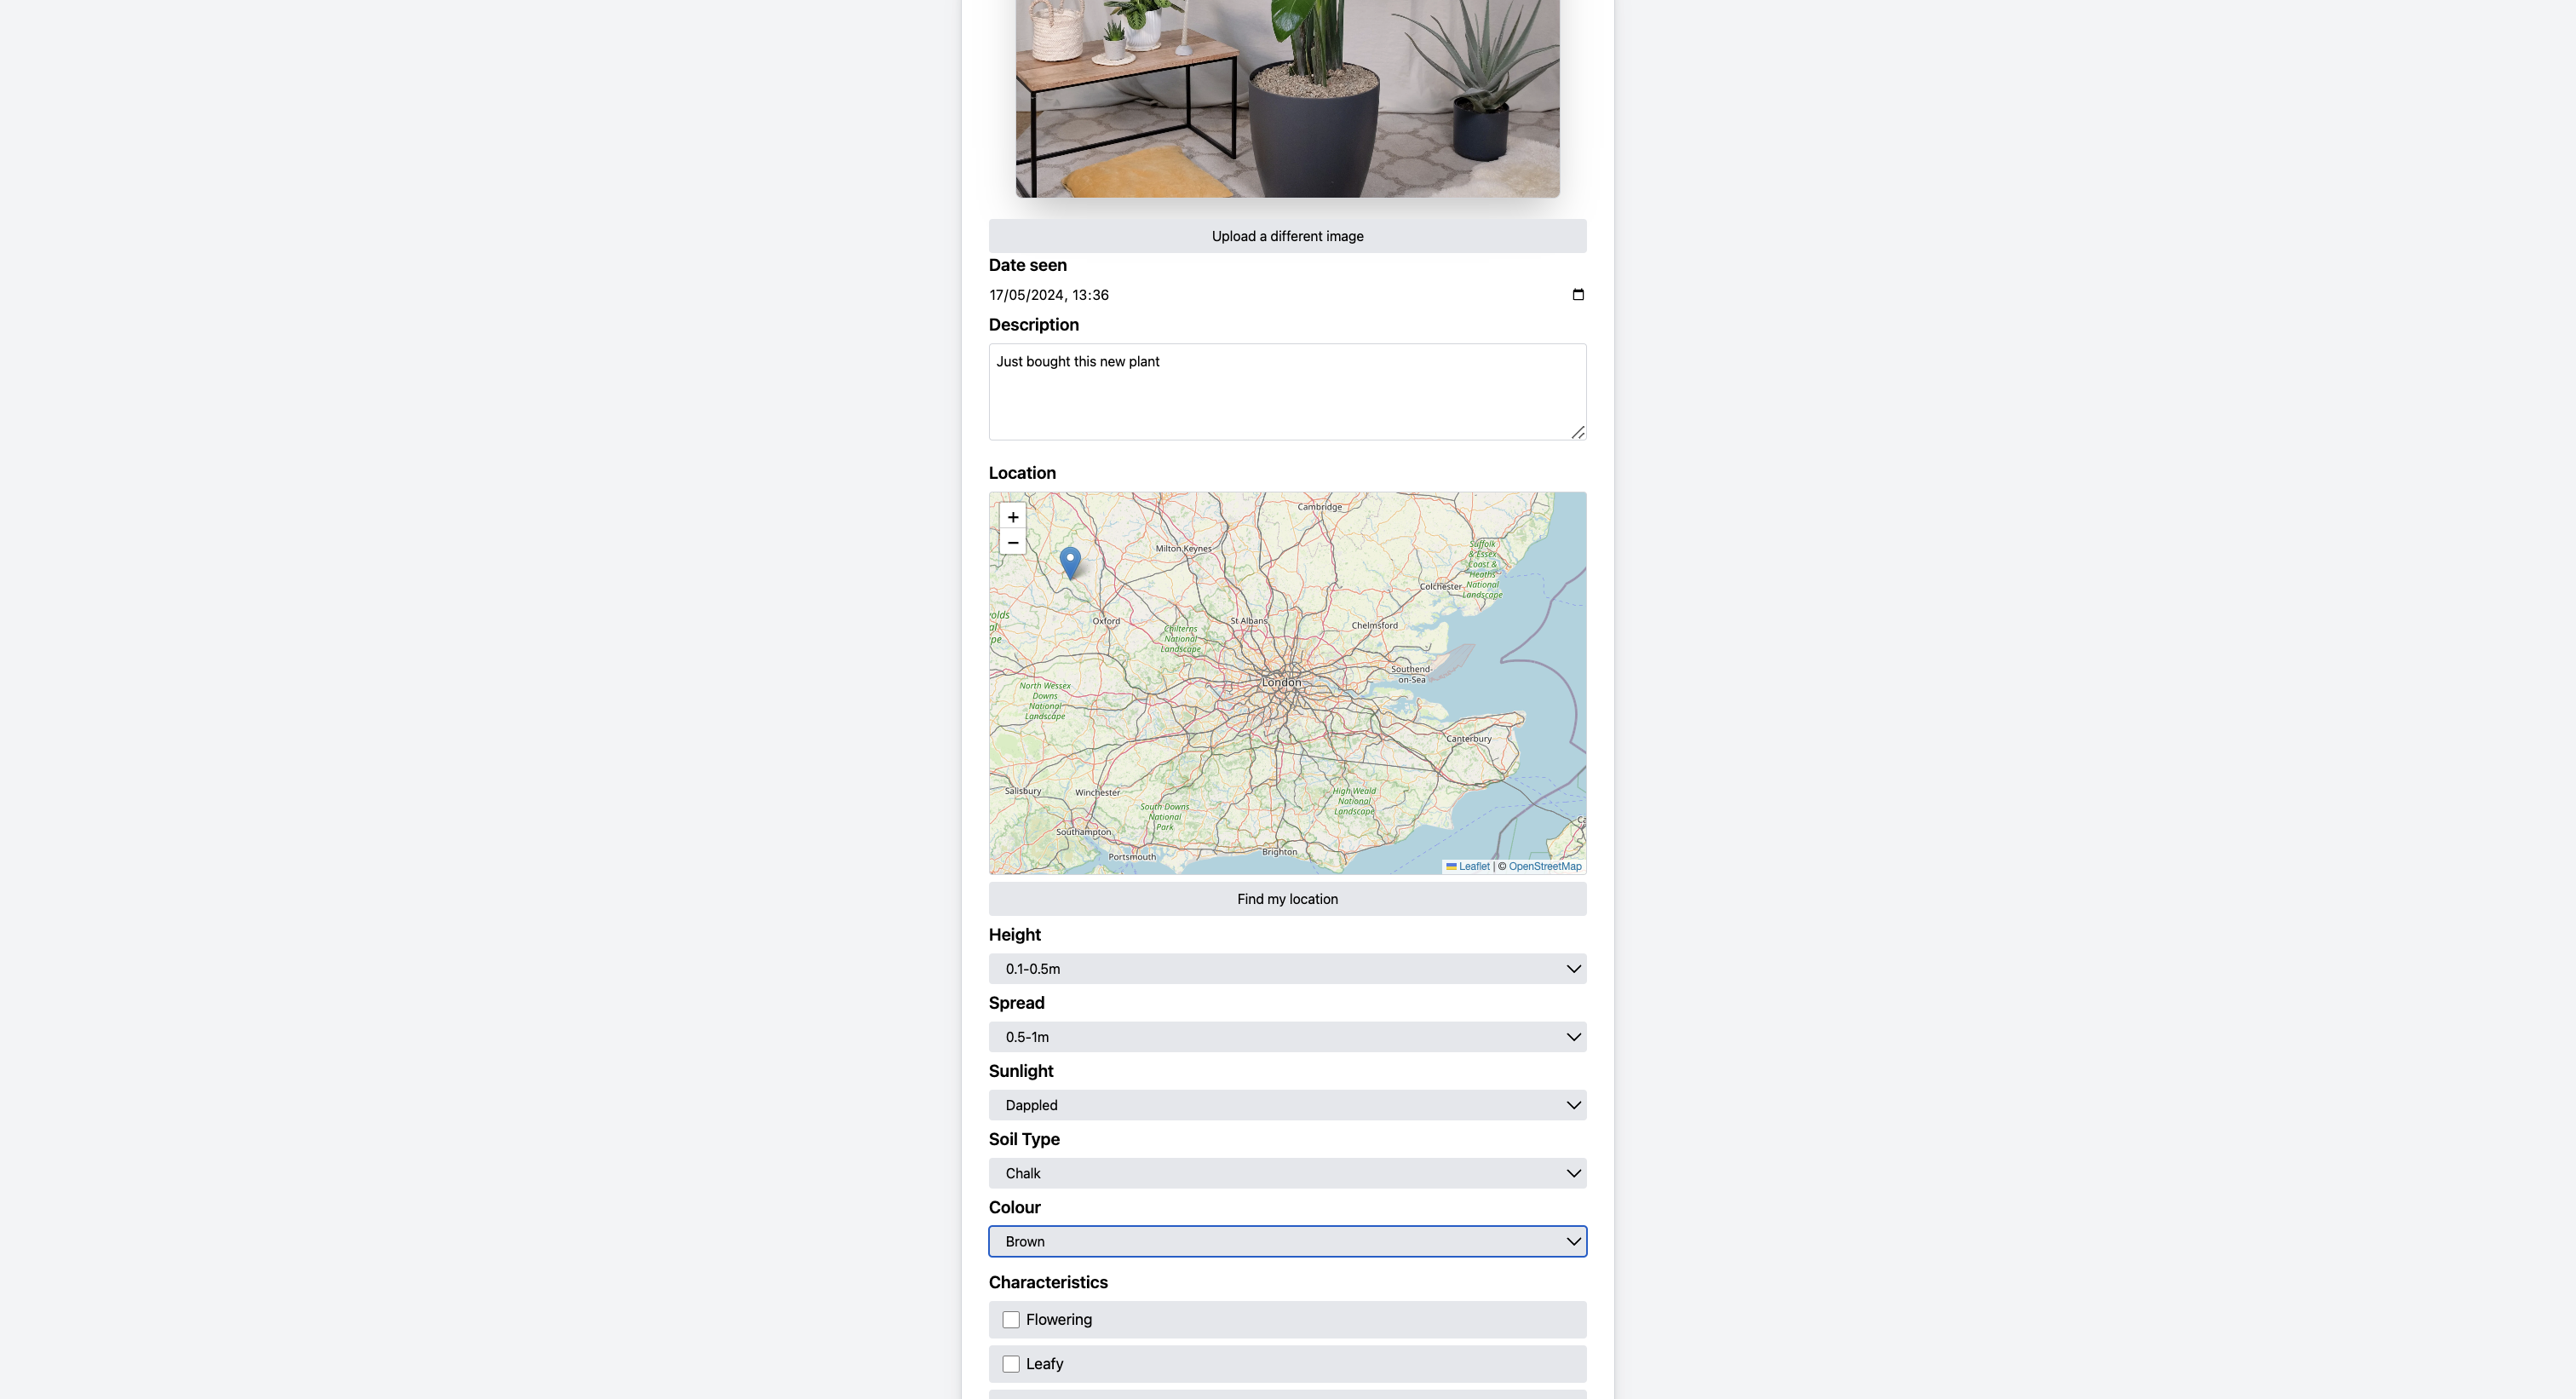 Upload a different image
Date seen
17/05/2024, 13:36
Description
Just bought this new plant
Location
+
−
Cambridge
Milton Keynes
Suffolk
& Essex
Coast &
Heaths
National
Landscape
Colchester
olds
al
pe
Oxford
St Albans
Chelmsford
Chilterns
National
Landscape
London
Southend-
on-Sea
North Wessex
Downs
National
Landscape
Canterbury
Salisbury
Winchester
South Downs
National
Park
High Weald
National
Landscape
Southampton
Portsmouth
Brighton
Ca
Leaflet | © OpenStreetMap
Find my location
Height
0.1-0.5m
Spread
0.5-1m
Sunlight
Dappled
Soil Type
Chalk
Colour
Brown
Characteristics
Flowering
Leafy